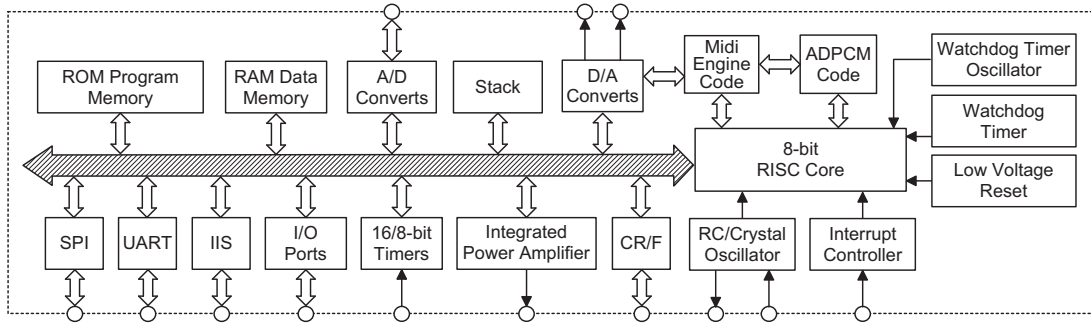 ROM Program
Memory
RAM Data
Memory
A/D
Converts
Stack
D/A
Converts
Midi
Engine
Code
ADPCM
Code
Watchdog Timer
Oscillator
Watchdog
Timer
Low Voltage
Reset
8-bit
RISC Core
SPI
UART
IIS
I/O
Ports
16/8-bit
Timers
Integrated
Power Amplifier
CR/F
RC/Crystal
Oscillator
Interrupt
Controller